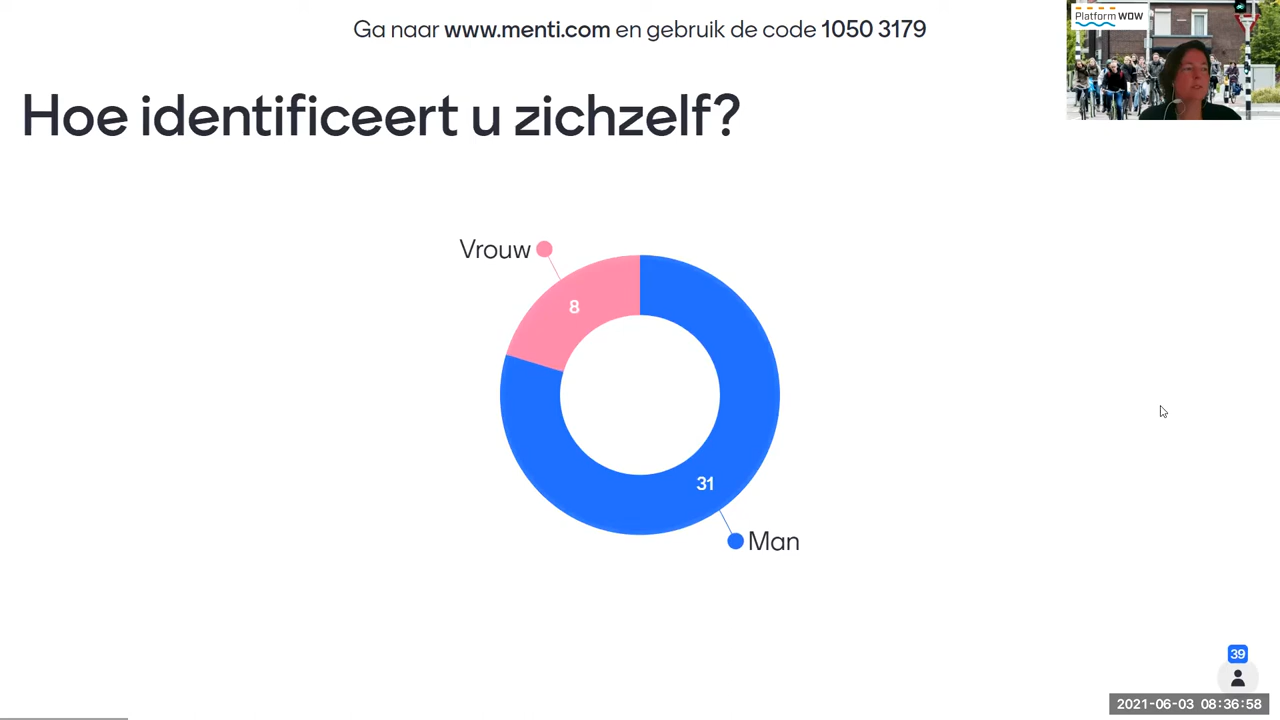 Ga naar www.menti.com en gebruik de code 1050 3179
Platform WOW
Hoe identificeert u zichzelf?
Vrouw
8
31
Man
39
2021-06-03 08:36:58